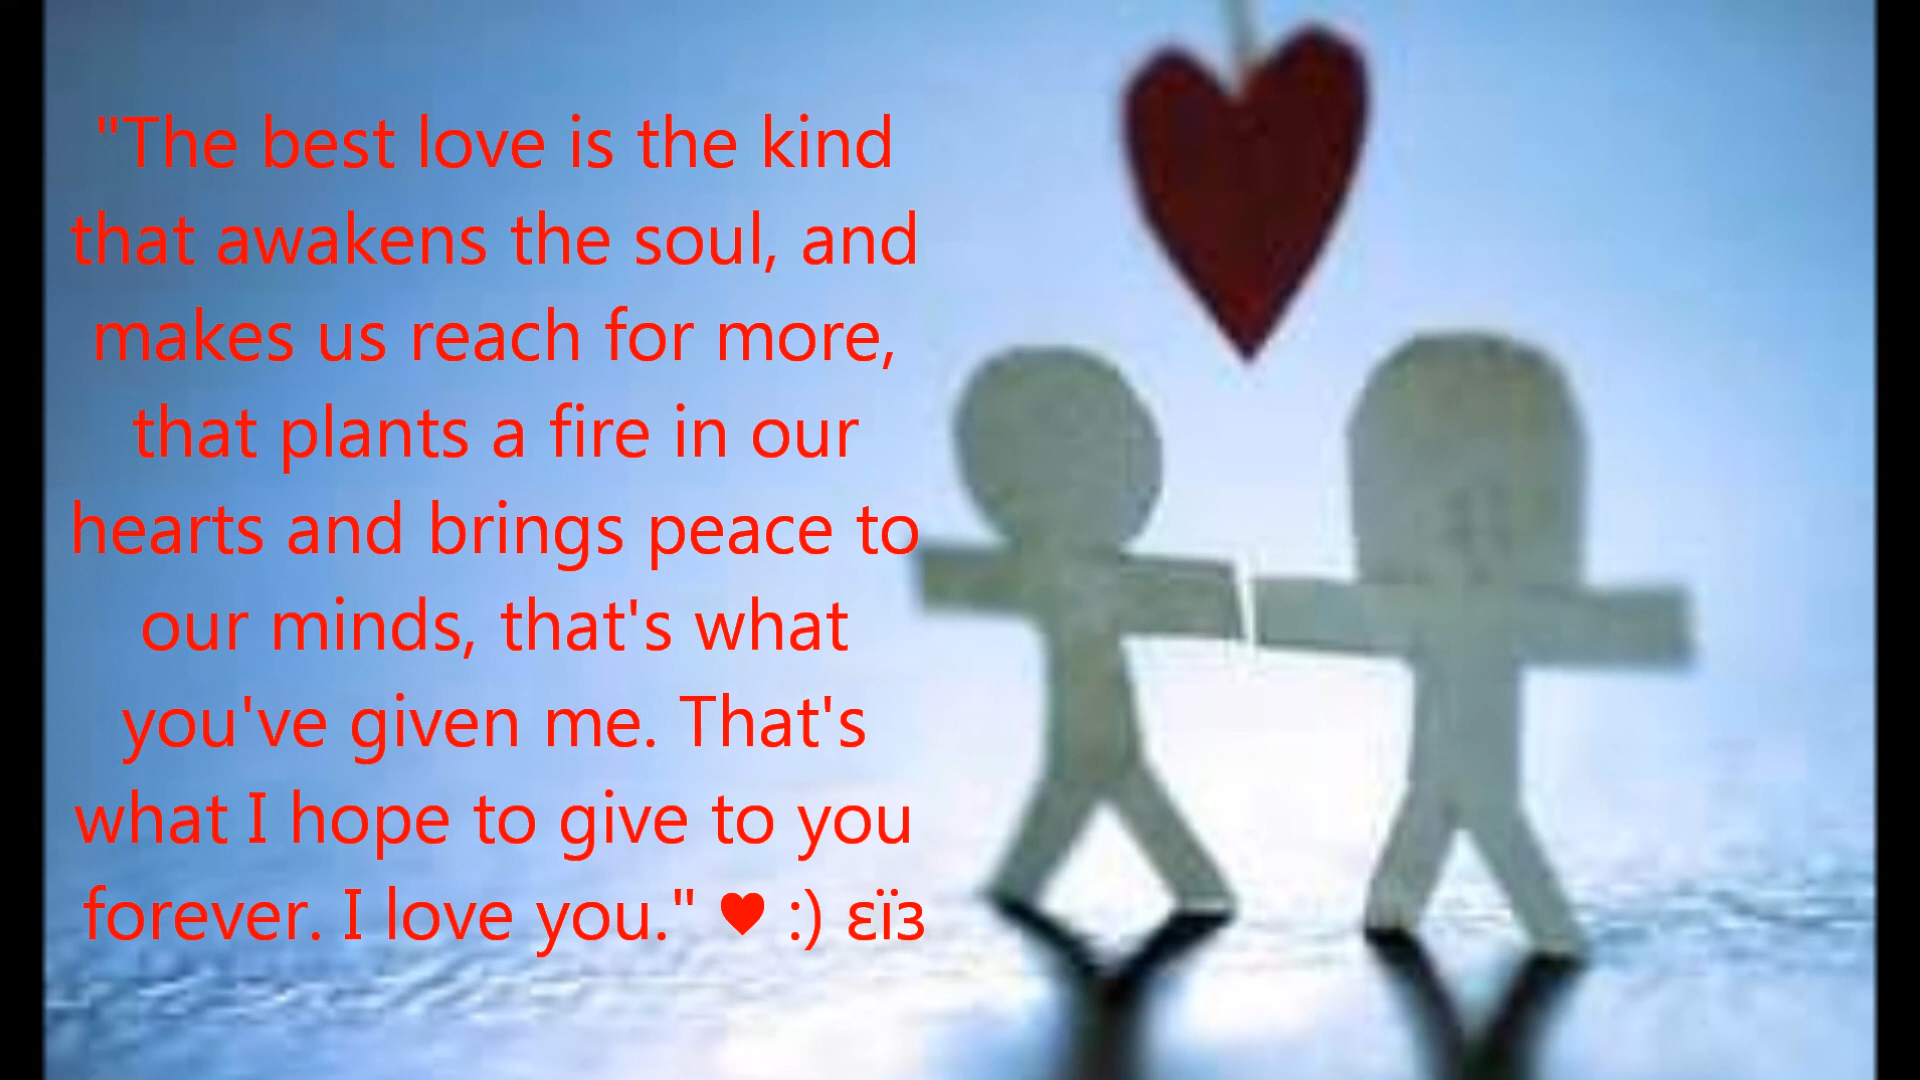 "The best love is the kind
that awakens the soul, and
makes us reach for more,
that plants a fire in our
hearts and brings peace to
our minds, that's what
you've given me. That's
what I hope to give to you
forever. I love you." ♥ :) εϊз